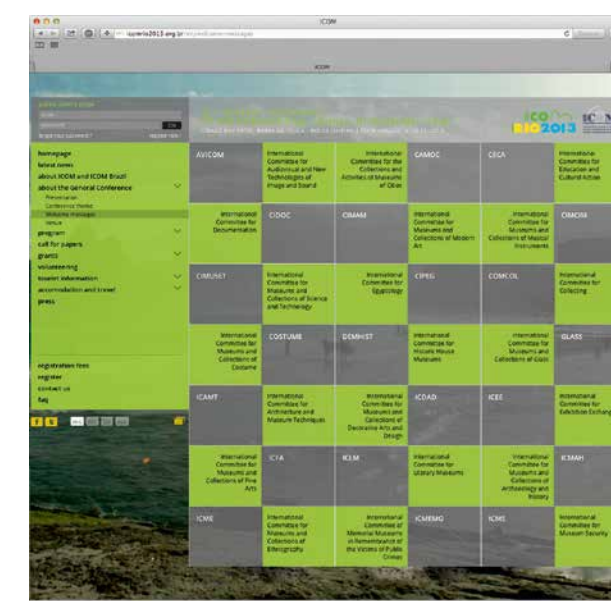 ICOM
ICOM
homepage
latest news
about ICOM and ICOM Brazil
about the General Conference
Presentation
Conference theme
Welcome messages
Venue
program
call for papers
grants
volunteering
tourist information
accomodation and travel
press
registration fees
register
contact us
faq
ICOM
RIO2013
AVICOM
International
Committee for
Audiovisual and New
Technologies of
Image and Sound
International
Committee for the
Collections and
Activities of Museums
of Cities
CAMOC
CECA
International
Committee for
Education and
Cultural Action
International
Committee for
Documentation
CIDOC
CIMAM
International
Committee for
Museums and
Collections of Modern
Art
International
Committee for
Museums and
Collections of Musical
Instruments
CIMCIM
CIMUSET
International
Committee for
Museums and
Collections of Science
and Technology
International
Committee for
Egyptology
CIPEG
COMCOL
International
Committee for
Collecting
International
Committee for
Museums and
Collections of
Costume
COSTUME
DEMHIST
International
Committee for
Historic House
Museums
International
Committee for
Museums and
Collections of Glass
GLASS
ICAMT
International
Committee for
Architecture and
Museum Techniques
International
Committee for
Museums and
Collections of
Decorative Arts and
Design
ICDAD
ICEE
International
Committee for
Exhibition Exchange
International
Committee for
Museums and
Collections of Fine
Arts
ICFA
ICLM
International
Committee for
Literary Museums
International
Committee for
Museums and
Collections of
Archaeology and
History
ICMAH
ICME
International
Committee for
Museums and
Collections of
Ethnography
International
Committee of
Memorial Museums
in Remembrance of
the Victims of Public
Crimes
ICMEMO
ICMS
International
Committee for
Museum Security